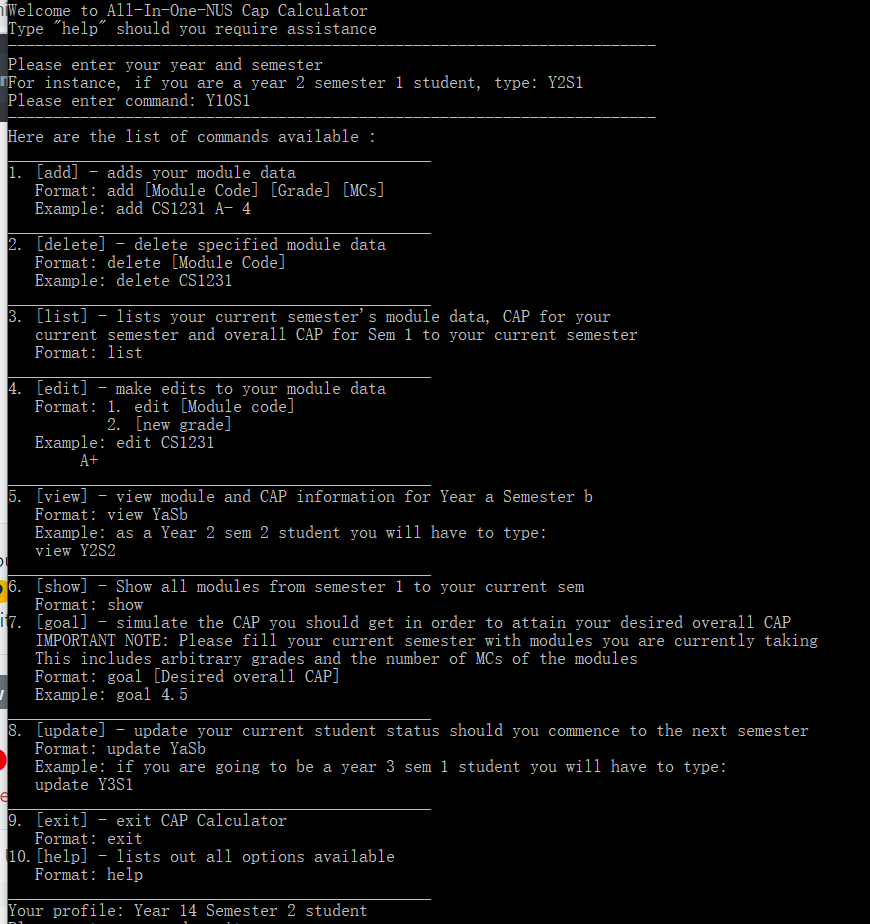 Welcome to All-In-One-NUS Cap Calculator
Type "help" should you require assistance
------------------------------------------------------------------------
Please enter your year and semester
For instance, if you are a year 2 semester 1 student, type: Y2S1
Please enter command: Y10S1
------------------------------------------------------------------------
Here are the list of commands available :
_______________________________________________
1. [add] - adds your module data
Format: add [Module Code] [Grade] [MCs]
Example: add CS1231 A- 4
_______________________________________________
2. [delete] - delete specified module data
Format: delete [Module Code]
Example: delete CS1231
_______________________________________________
3. [list] - lists your current semester's module data, CAP for your
current semester and overall CAP for Sem 1 to your current semester
Format: list
_______________________________________________
4. [edit] - make edits to your module data
Format: 1. edit [Module code]
2. [new grade]
Example: edit CS1231
A+
_______________________________________________
5. [view] - view module and CAP information for Year a Semester b
Format: view YaSb
Example: as a Year 2 sem 2 student you will have to type:
view Y2S2
_______________________________________________
6. [show] - Show all modules from semester 1 to your current sem
Format: show
7. [goal] - simulate the CAP you should get in order to attain your desired overall CAP
IMPORTANT NOTE: Please fill your current semester with modules you are currently taking
This includes arbitrary grades and the number of MCs of the modules
Format: goal [Desired overall CAP]
Example: goal 4.5
_______________________________________________
8. [update] - update your current student status should you commence to the next semester
Format: update YaSb
Example: if you are going to be a year 3 sem 1 student you will have to type:
update Y3S1
_______________________________________________
9. [exit] - exit CAP Calculator
Format: exit
10. [help] - lists out all options available
Format: help
_______________________________________________
Your profile: Year 14 Semester 2 student